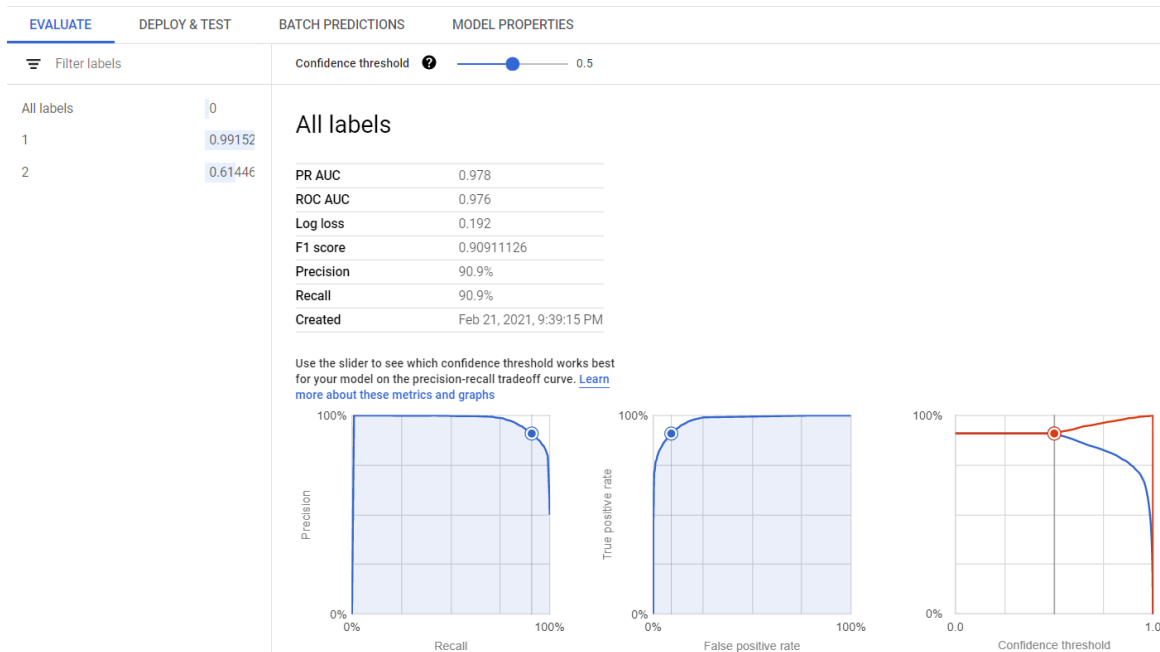 EVALUATE DEPLOY & TEST BATCH PREDICTIONS MODEL PROPERTIES
Filter labels
Confidence threshold ? 0.5
All labels 0
1 0.99152
2 0.61446
All labels
PR AUC 0.978
ROC AUC 0.976
Log loss 0.192
F1 score 0.90911126
Precision 90.9%
Recall 90.9%
Created Feb 21, 2021, 9:39:15 PM
Use the slider to see which confidence threshold works best
for your model on the precision-recall tradeoff curve. Learn
more about these metrics and graphs
100%
Precision
0%
0% 100%
Recall
100%
True positive rate
0%
0% 100%
False positive rate
100%
0%
0.0 1.0
Confidence threshold